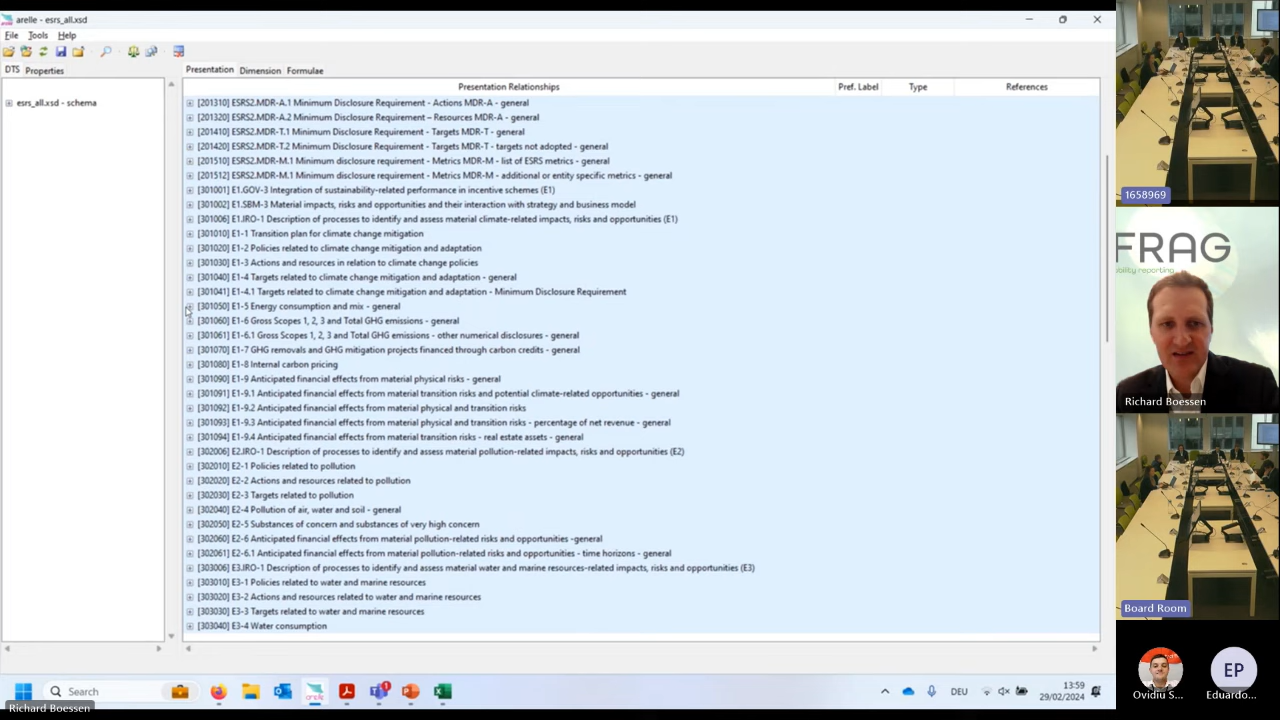 arelle - esrs_all.xsd
File Tools Help
DTS Properties
Presentation Dimension Formulae
Presentation Relationships Pref. Label Type References
esrs_all.xsd - schema
[201310] ESRS2.MDR-A.1 Minimum Disclosure Requirement - Actions MDR-A - general
[201320] ESRS2.MDR-A.2 Minimum Disclosure Requirement – Resources MDR-A - general
[201410] ESRS2.MDR-T.1 Minimum Disclosure Requirement - Targets MDR-T - general
[201420] ESRS2.MDR-T.2 Minimum Disclosure Requirement - Targets MDR-T - targets not adopted - general
[201510] ESRS2.MDR-M.1 Minimum disclosure requirement - Metrics MDR-M - list of ESRS metrics - general
[201512] ESRS2.MDR-M.1 Minimum disclosure requirement - Metrics MDR-M - additional or entity specific metrics - general
[301001] E1.GOV-3 Integration of sustainability-related performance in incentive schemes (E1)
[301002] E1.SBM-3 Material impacts, risks and opportunities and their interaction with strategy and business model
[301006] E1.IRO-1 Description of processes to identify and assess material climate-related impacts, risks and opportunities (E1)
[301010] E1-1 Transition plan for climate change mitigation
[301020] E1-2 Policies related to climate change mitigation and adaptation
[301030] E1-3 Actions and resources in relation to climate change policies
[301040] E1-4 Targets related to climate change mitigation and adaptation - general
[301041] E1-4.1 Targets related to climate change mitigation and adaptation - Minimum Disclosure Requirement
[301050] E1-5 Energy consumption and mix - general
[301060] E1-6 Gross Scopes 1, 2, 3 and Total GHG emissions - general
[301061] E1-6.1 Gross Scopes 1, 2, 3 and Total GHG emissions - other numerical disclosures - general
[301070] E1-7 GHG removals and GHG mitigation projects financed through carbon credits - general
[301080] E1-8 Internal carbon pricing
[301090] E1-9 Anticipated financial effects from material physical risks - general
[301091] E1-9.1 Anticipated financial effects from material transition risks and potential climate-related opportunities - general
[301092] E1-9.2 Anticipated financial effects from material physical and transition risks
[301093] E1-9.3 Anticipated financial effects from material physical and transition risks - percentage of net revenue - general
[301094] E1-9.4 Anticipated financial effects from material transition risks - real estate assets - general
[302006] E2.IRO-1 Description of processes to identify and assess material pollution-related impacts, risks and opportunities (E2)
[302010] E2-1 Policies related to pollution
[302020] E2-2 Actions and resources related to pollution
[302030] E2-3 Targets related to pollution
[302040] E2-4 Pollution of air, water and soil - general
[302050] E2-5 Substances of concern and substances of very high concern
[302060] E2-6 Anticipated financial effects from material pollution-related risks and opportunities -general
[302061] E2-6.1 Anticipated financial effects from material pollution-related risks and opportunities - time horizons - general
[303006] E3.IRO-1 Description of processes to identify and assess material water and marine resources-related impacts, risks and opportunities (E3)
[303010] E3-1 Policies related to water and marine resources
[303020] E3-2 Actions and resources related to water and marine resources
[303030] E3-3 Targets related to water and marine resources
[303040] E3-4 Water consumption
Search
arelle
1
DEU
13:59
29/02/2024
Richard Boessen
1658969
FRAG
bility reporting
Richard Boessen
Board Room
EP
Ovidiu S...
Eduardo...